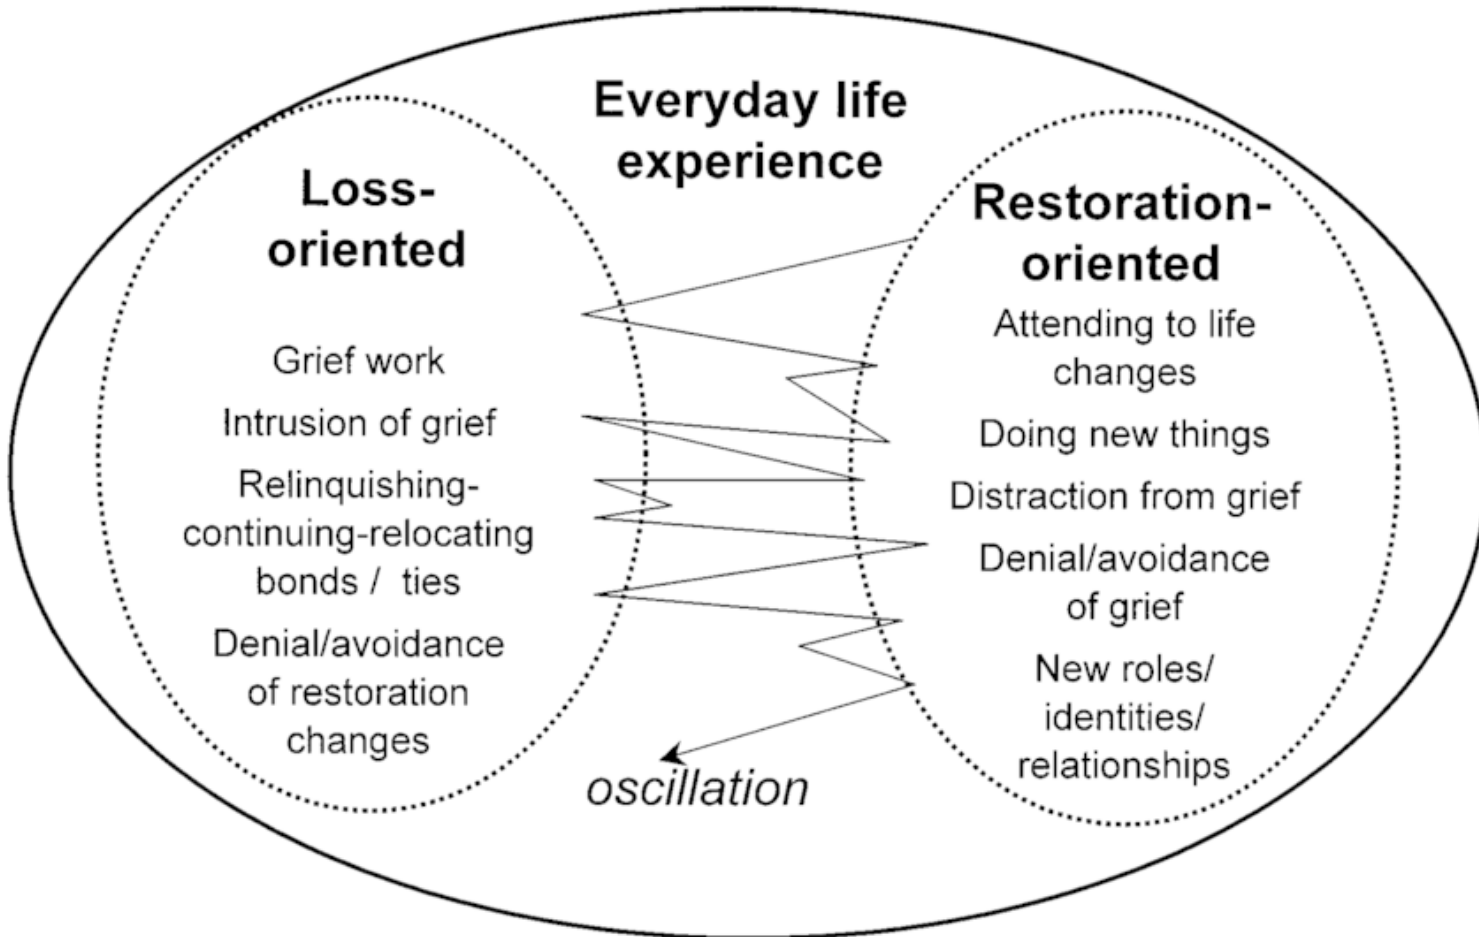 Everyday life
experience
Loss-
oriented
Grief work
Intrusion of grief
Relinquishing-
continuing-relocating
bonds / ties
Denial/avoidance
of restoration
changes
Restoration-
oriented
Attending to life
changes
Doing new things
Distraction from grief
Denial/avoidance
of grief
New roles/
identities/
relationships
oscillation